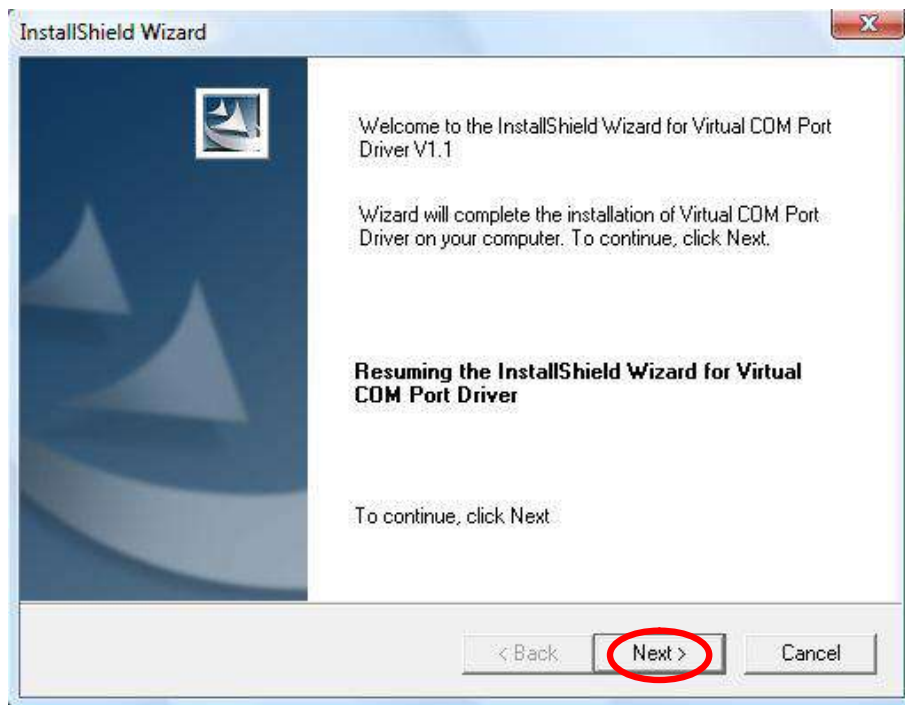 InstallShield Wizard
Welcome to the InstallShield Wizard for Virtual COM Port
Driver V1.1
Wizard will complete the installation of Virtual COM Port
Driver on your computer. To continue, click Next.
Resuming the InstallShield Wizard for Virtual
COM Port Driver
To continue, click Next
< Back Next > Cancel